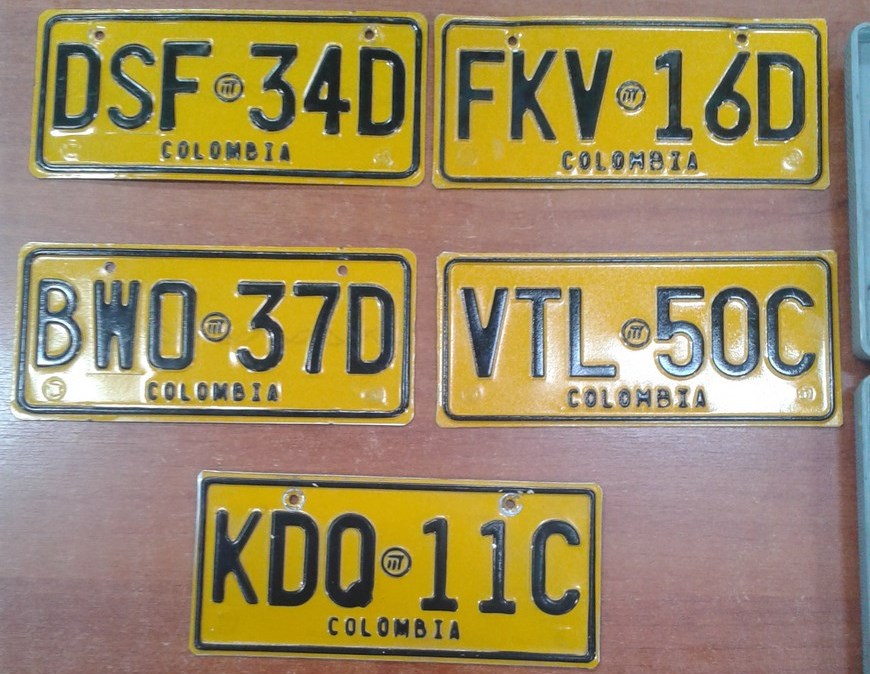 DSF 34D
COLOMBIA
FKV 16D
COLOMBIA
BWO 37D
COLOMBIA
VTL 50C
COLOMBIA
KDQ 11C
COLOMBIA